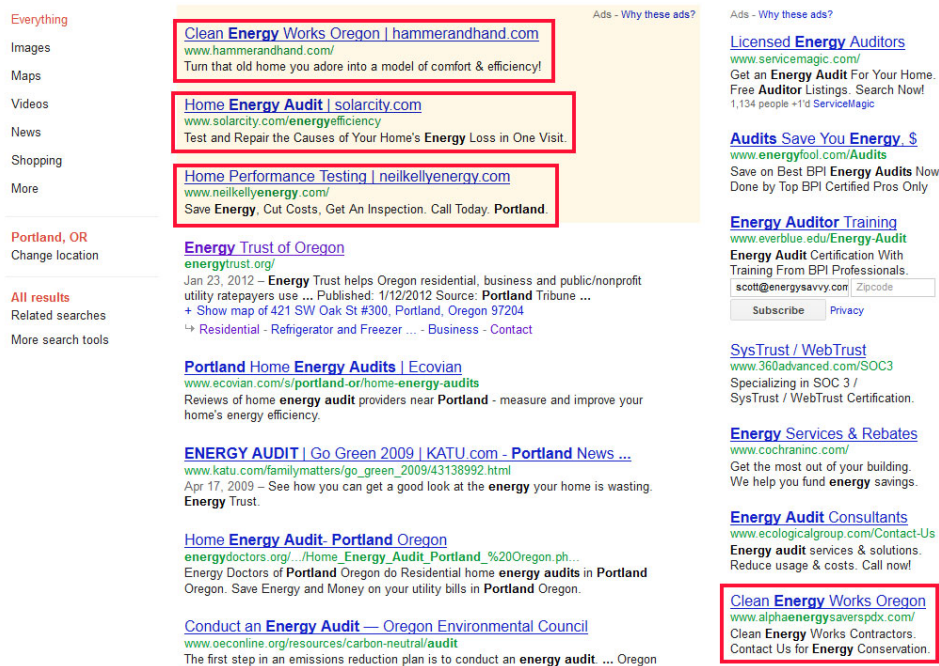 Everything
Images
Maps
Videos
News
Shopping
More
Portland, OR
Change location
All results
Related searches
More search tools
Ads - Why these ads?
Clean Energy Works Oregon | hammerandhand.com
www.hammerandhand.com/
Turn that old home you adore into a model of comfort & efficiency!
Home Energy Audit | solarcity.com
www.solarcity.com/energyefficiency
Test and Repair the Causes of Your Home's Energy Loss in One Visit.
Home Performance Testing | neilkellyenergy.com
www.neilkellyenergy.com/
Save Energy, Cut Costs, Get An Inspection. Call Today. Portland.
Energy Trust of Oregon
energytrust.org/
Jan 23, 2012 – Energy Trust helps Oregon residential, business and public/nonprofit
utility ratepayers use ... Published: 1/12/2012 Source: Portland Tribune ...
+ Show map of 421 SW Oak St #300, Portland, Oregon 97204
↳ Residential - Refrigerator and Freezer ... - Business - Contact
Portland Home Energy Audits | Ecovian
www.ecovian.com/s/portland-or/home-energy-audits
Reviews of home energy audit providers near Portland - measure and improve your
home's energy efficiency.
ENERGY AUDIT | Go Green 2009 | KATU.com - Portland News ...
www.katu.com/familymatters/go_green_2009/43138992.html
Apr 17, 2009 – See how you can get a good look at the energy your home is wasting.
Energy Trust.
Home Energy Audit- Portland Oregon
energydoctors.org/.../Home_Energy_Audit_Portland_%20Oregon.ph...
Energy Doctors of Portland Oregon do Residential home energy audits in Portland
Oregon. Save Energy and Money on your utility bills in Portland Oregon.
Conduct an Energy Audit — Oregon Environmental Council
www.oeconline.org/resources/carbon-neutral/audit
The first step in an emissions reduction plan is to conduct an energy audit. ... Oregon
Ads - Why these ads?
Licensed Energy Auditors
www.servicemagic.com/
Get an Energy Audit For Your Home.
Free Auditor Listings. Search Now!
1,134 people +1'd ServiceMagic
Audits Save You Energy, $
www.energyfool.com/Audits
Save on Best BPI Energy Audits Now
Done by Top BPI Certified Pros Only
Energy Auditor Training
www.everblue.edu/Energy-Audit
Energy Audit Certification With
Training From BPI Professionals.
scott@energysavvy.com Zipcode
Subscribe Privacy
SysTrust / WebTrust
www.360advanced.com/SOC3
Specializing in SOC 3 /
SysTrust / WebTrust Certification.
Energy Services & Rebates
www.cochraninc.com/
Get the most out of your building.
We help you fund energy savings.
Energy Audit Consultants
www.ecologicalgroup.com/Contact-Us
Energy audit services & solutions.
Reduce usage & costs. Call now!
Clean Energy Works Oregon
www.alphaenergysaverspdx.com/
Clean Energy Works Contractors.
Contact Us for Energy Conservation.